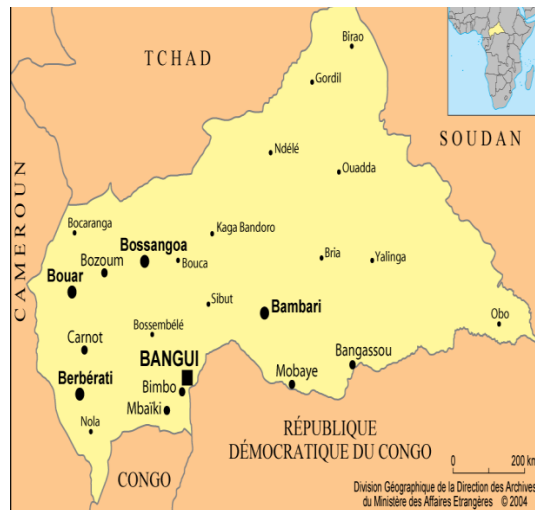 Birao
TCHAD
Gordil
SOUDAN
Ndélé
Ouadda
CAMEROUN
Bocaranga
Kaga Bandoro
Bossangoa
Bozoum
Bouca
Bria
Yalinga
Bouar
Sibut
Bambari
Obo
Bossembélé
Carnot
BANGUI
Bangassou
Berbérati
Bimbo
Mobaye
Mbaïki
Nola
RÉPUBLIQUE
DÉMOCRATIQUE DU CONGO
CONGO
0 200 km
Division Géographique de la Direction des Archives
du Ministère des Affaires Etrangères © 2004